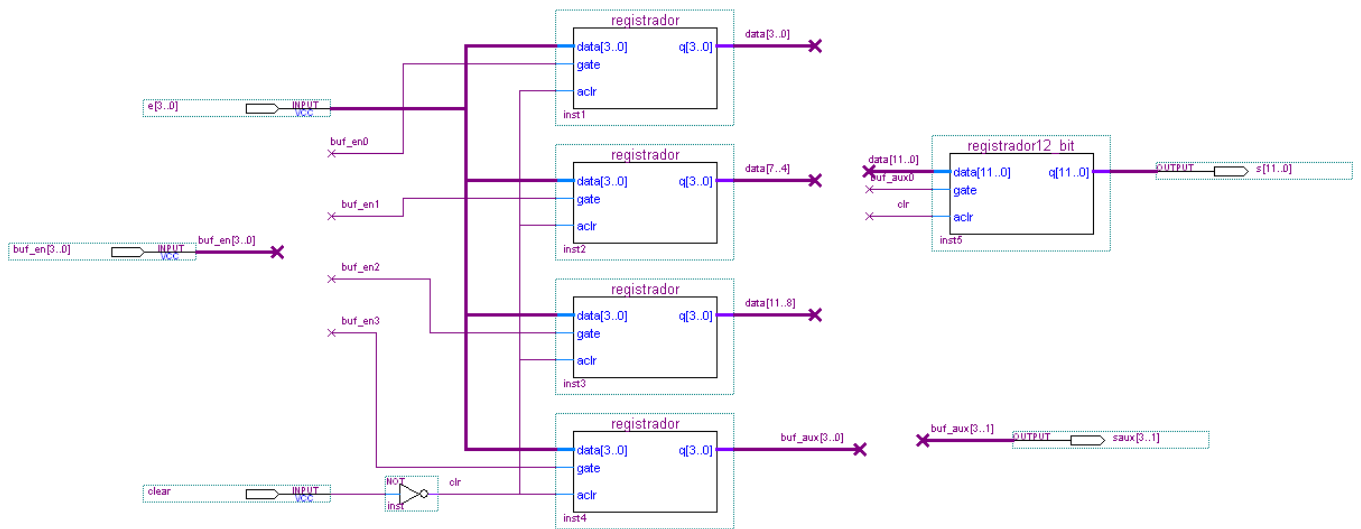 registrador
data[3..0] q[3..0]
gate
aclr
inst1
data[3..0]
e[3..0] INPUT
VCC
buf_en0
registrador
data[3..0] q[3..0]
gate
aclr
inst2
data[7..4]
buf_en1
buf_en[3..0] INPUT
VCC
buf_en[3..0]
registrador12_bit
data[11..0] q[11..0]
gate
aclr
inst5
data[11..0]
buf_aux0
clr
OUTPUT s[11..0]
buf_en2
registrador
data[3..0] q[3..0]
gate
aclr
inst3
data[11..8]
buf_en3
registrador
data[3..0] q[3..0]
gate
aclr
inst4
buf_aux[3..0]
buf_aux[3..1]
OUTPUT saux[3..1]
clear INPUT
VCC
NOT
inst
clr